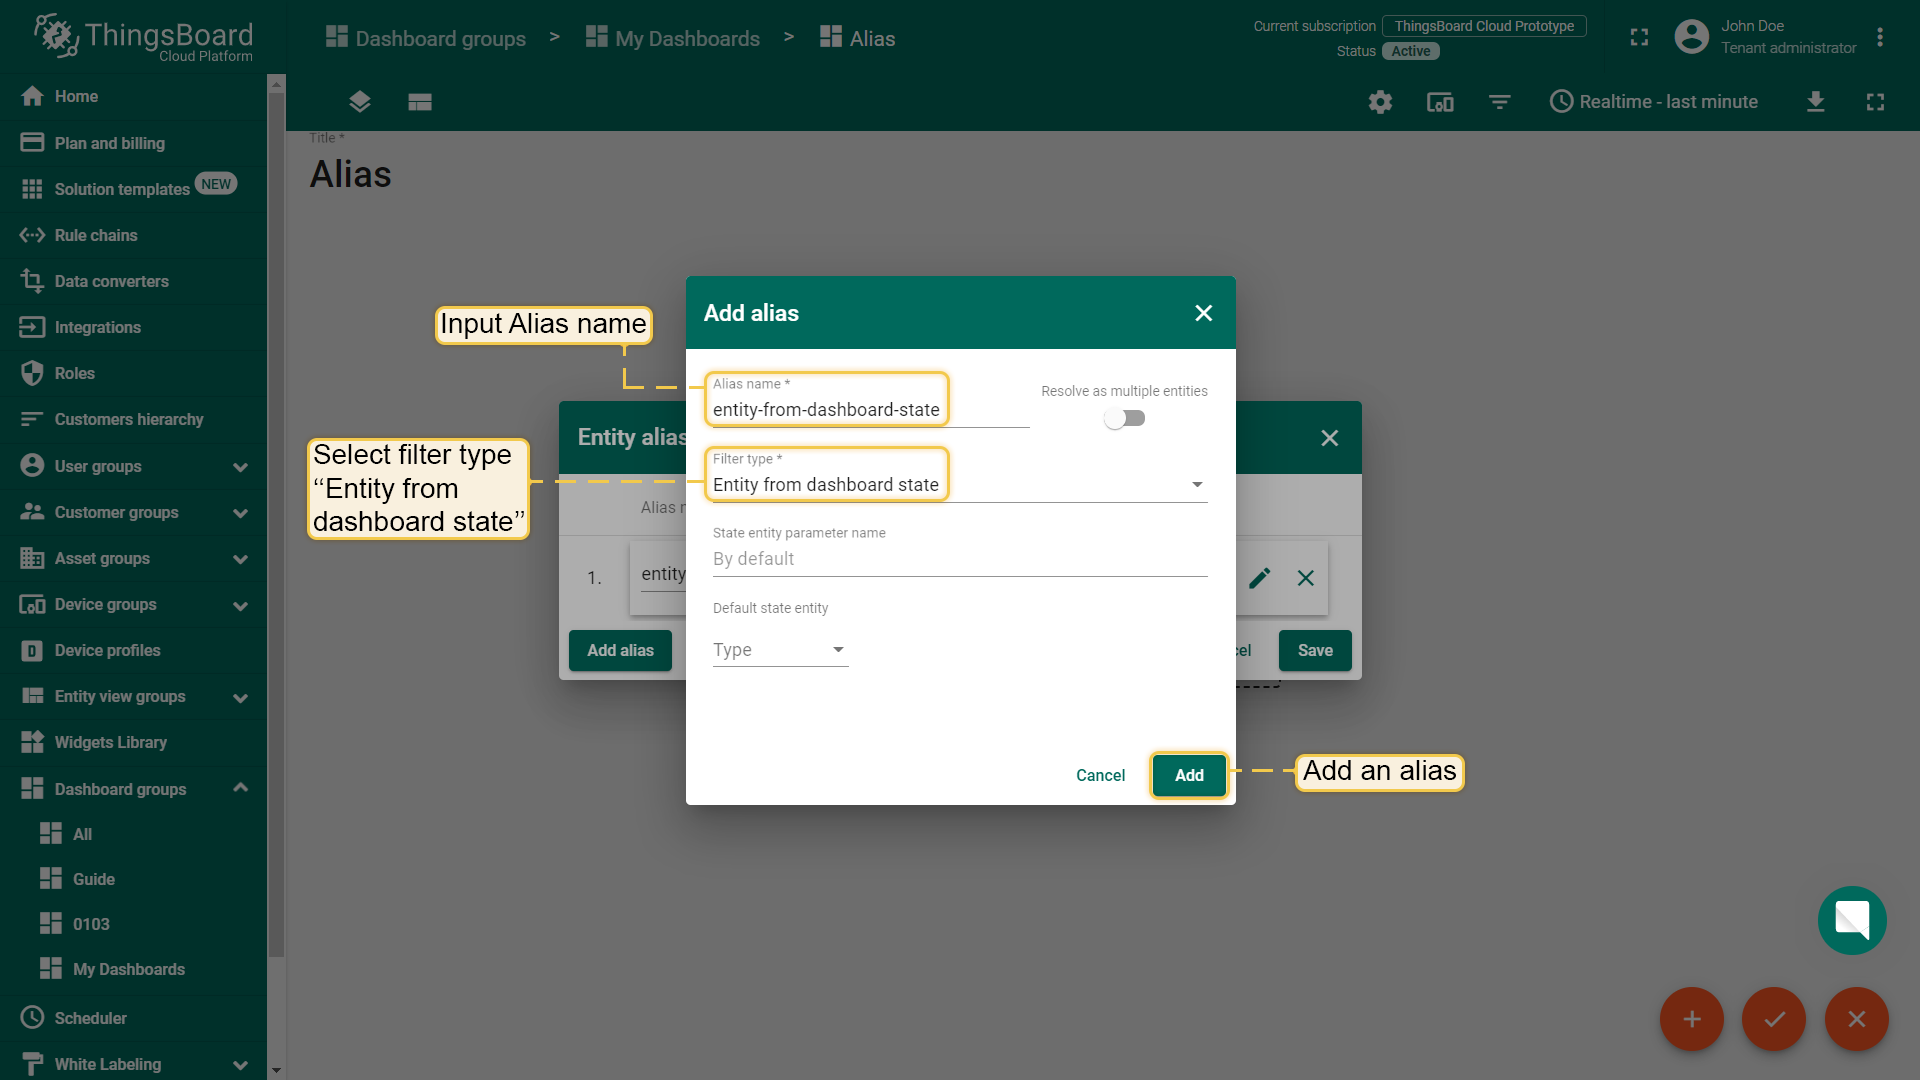 ThingsBoard
Cloud Platform
Dashboard groups > My Dashboards > Alias
Current subscription ThingsBoard Cloud Prototype
Status Active
John Doe
Tenant administrator
Home
Plan and billing
Solution templates NEW
Rule chains
Data converters
Integrations
Roles
Customers hierarchy
User groups
Customer groups
Asset groups
Device groups
Device profiles
Entity view groups
Widgets Library
Dashboard groups
All
Guide
0103
My Dashboards
Scheduler
White Labeling
Realtime - last minute
Title *
Alias
Input Alias name
Select filter type
“Entity from
dashboard state”
Add alias
Alias name *
entity-from-dashboard-state
Resolve as multiple entities
Filter type *
Entity from dashboard state
State entity parameter name
By default
Default state entity
Type
Cancel
Add
Add an alias
Entity alias
Alias n
1.
entity
Add alias
cel
Save